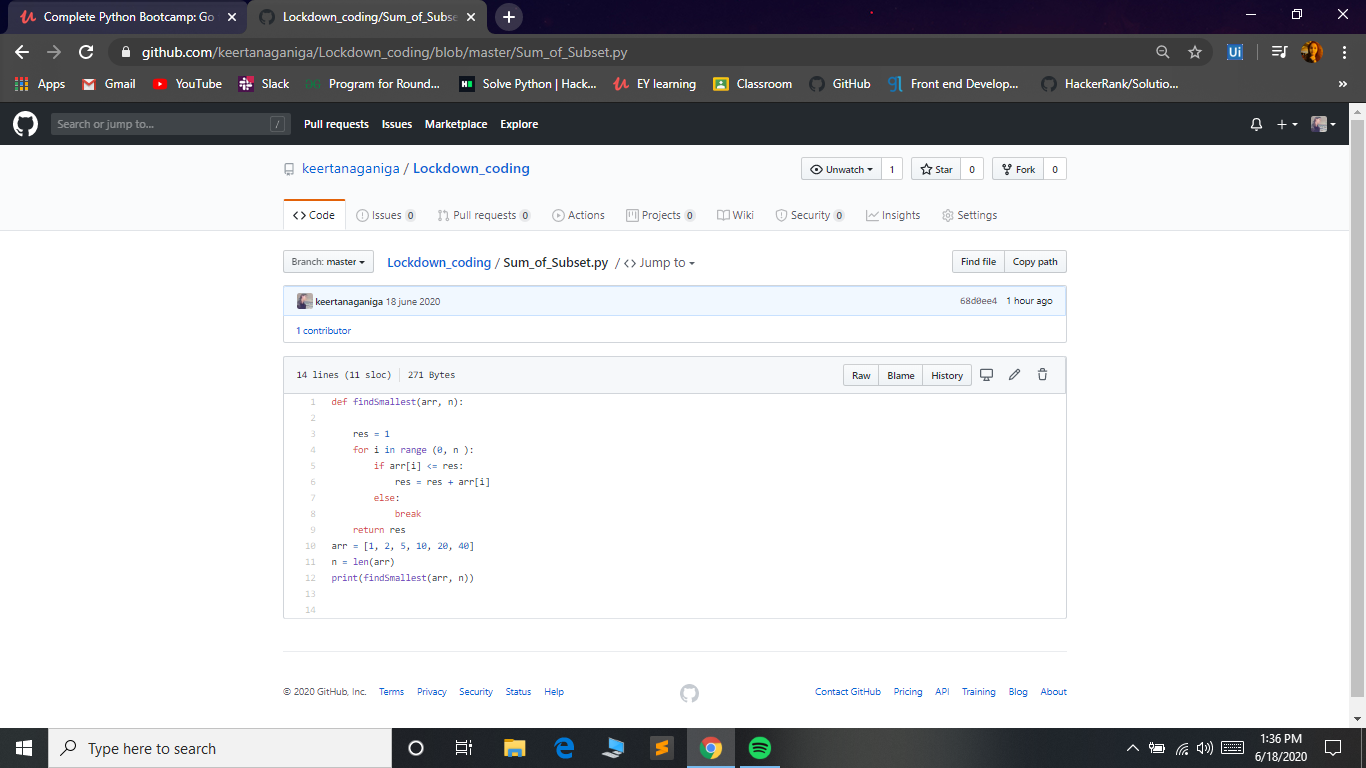 Complete Python Bootcamp: Go
Lockdown_coding/Sum_of_Subse
github.com/keertanaganiga/Lockdown_coding/blob/master/Sum_of_Subset.py
Apps Gmail YouTube Slack Program for Round... Solve Python | Hack... EY learning Classroom GitHub Front end Develop... HackerRank/Solutio... »
Search or jump to... / Pull requests Issues Marketplace Explore
keertanaganiga / Lockdown_coding Unwatch 1 Star 0 Fork 0
Code Issues 0 Pull requests 0 Actions Projects 0 Wiki Security 0 Insights Settings
Branch: master Lockdown_coding / Sum_of_Subset.py / <> Jump to Find file Copy path
keertanaganiga 18 june 2020 68d0ee4 1 hour ago
1 contributor
14 lines (11 sloc) 271 Bytes Raw Blame History
1 def findSmallest(arr, n):
2
3     res = 1
4     for i in range (0, n ):
5         if arr[i] <= res:
6             res = res + arr[i]
7         else:
8             break
9     return res
10 arr = [1, 2, 5, 10, 20, 40]
11 n = len(arr)
12 print(findSmallest(arr, n))
13
14
© 2020 GitHub, Inc. Terms Privacy Security Status Help Contact GitHub Pricing API Training Blog About
Type here to search
1:36 PM
6/18/2020